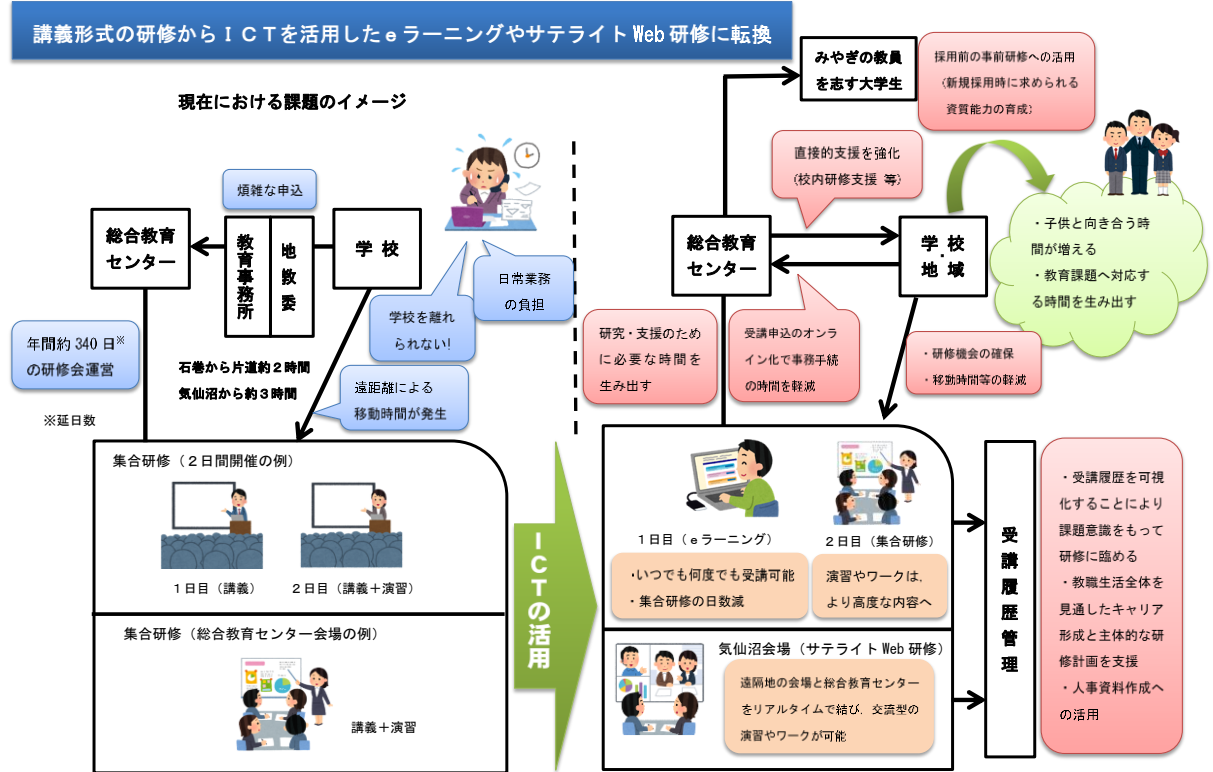 講義形式の研修からＩＣＴを活用したｅラーニングやサテライトWeb研修に転換
現在における課題のイメージ
煩雑な申込
総合教育
センター
教育事務所
地教委
学校
日常業務
の負担
学校を離れ
られない!
年間約340日※
の研修会運営
※延日数
石巻から片道約２時間
気仙沼から約３時間
遠距離による
移動時間が発生
集合研修（２日間開催の例）
１日目（講義）
２日目（講義＋演習）
集合研修（総合教育センター会場の例）
講義＋演習
ＩＣＴの活用
みやぎの教員
を志す大学生
採用前の事前研修への活用
(新規採用時に求められる
資質能力の育成)
直接的支援を強化
(校内研修支援 等)
総合教育
センター
学校
・
地域
・子供と向き合う時
間が増える
・教育課題へ対応す
る時間を生み出す
研究・支援のため
に必要な時間を
生み出す
受講申込のオンラ
イン化で事務手続
の時間を軽減
・研修機会の確保
・移動時間等の軽減
１日目（ｅラーニング）
２日目（集合研修）
・いつでも何度でも受講可能
・集合研修の日数減
演習やワークは，
より高度な内容へ
気仙沼会場（サテライトWeb研修）
遠隔地の会場と総合教育センター
をリアルタイムで結び，交流型の
演習やワークが可能
受講履歴管理
・受講履歴を可視
化することにより
課題意識をもって
研修に臨める
・教職生活全体を
見通したキャリア
形成と主体的な研
修計画を支援
・人事資料作成へ
の活用